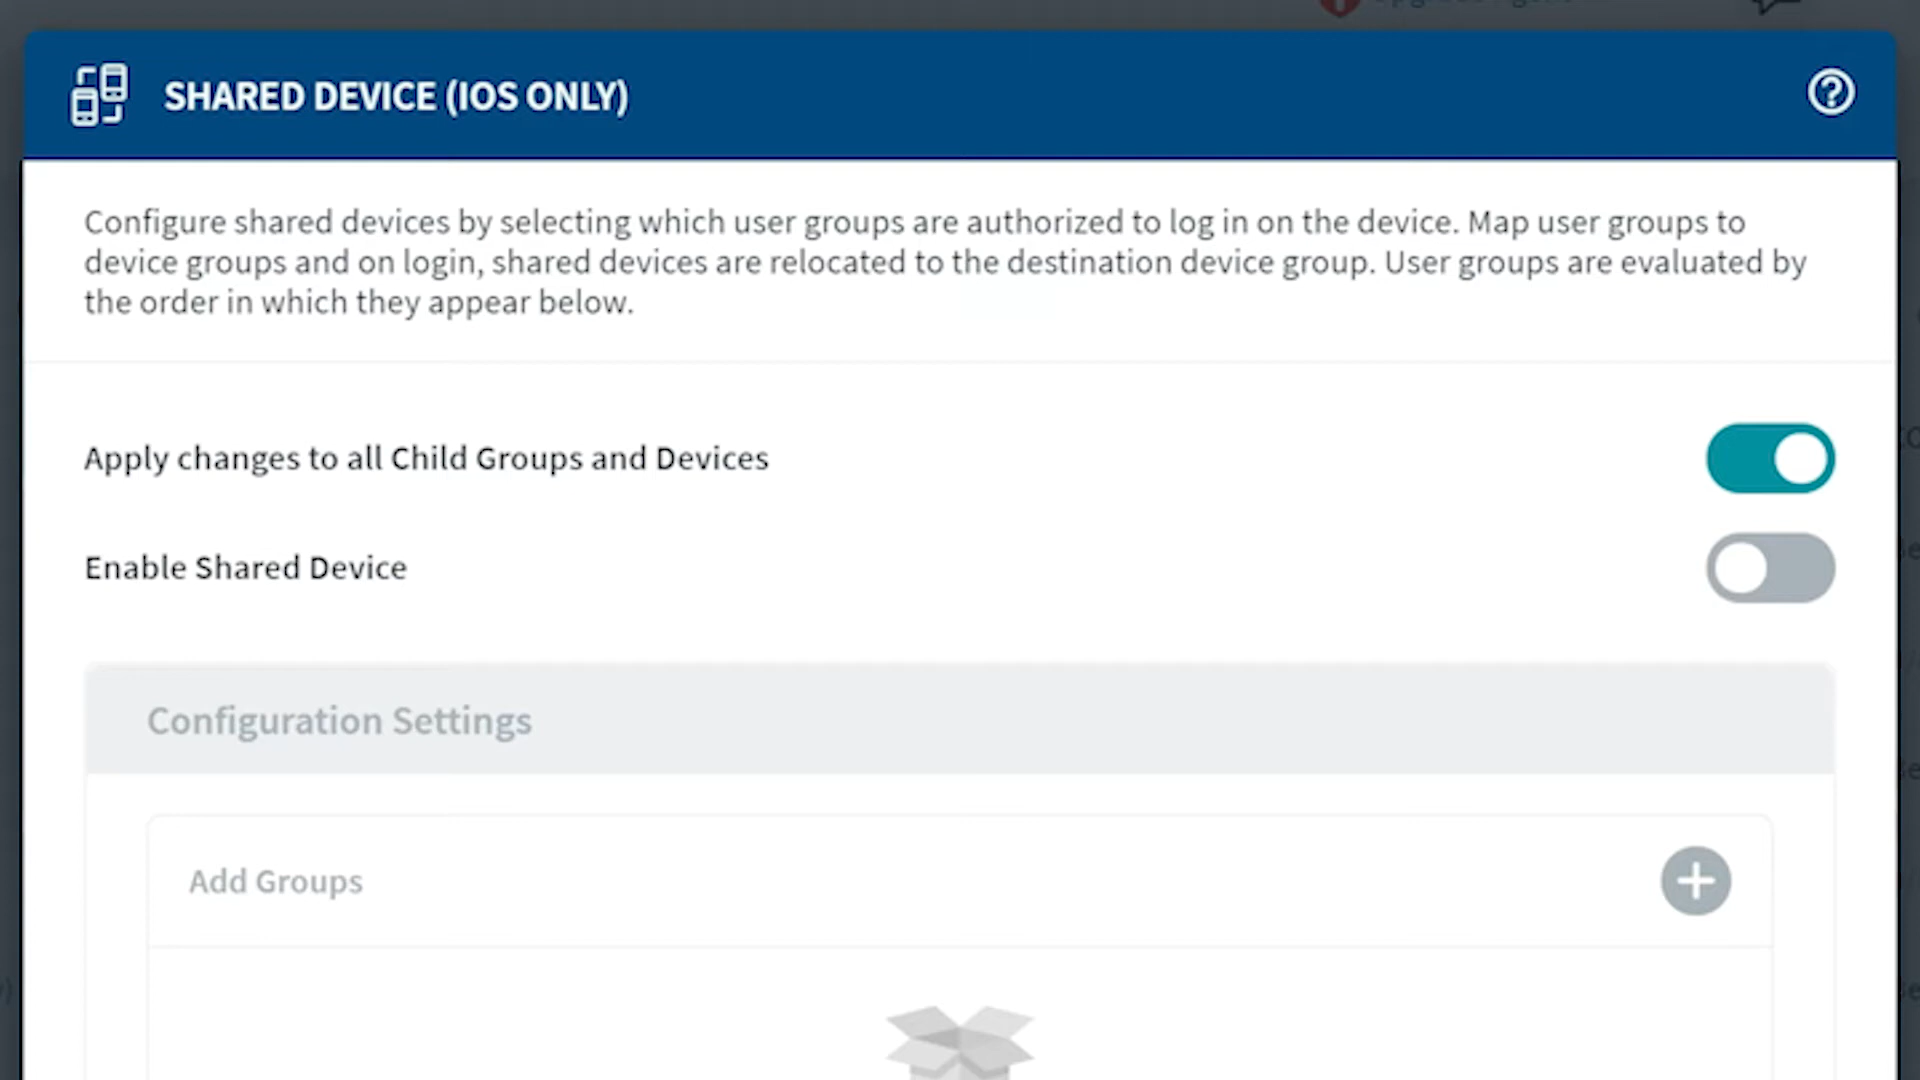 SHARED DEVICE (IOS ONLY)
Configure shared devices by selecting which user groups are authorized to log in on the device. Map user groups to
device groups and on login, shared devices are relocated to the destination device group. User groups are evaluated by
the order in which they appear below.
Apply changes to all Child Groups and Devices
Enable Shared Device
Configuration Settings
Add Groups